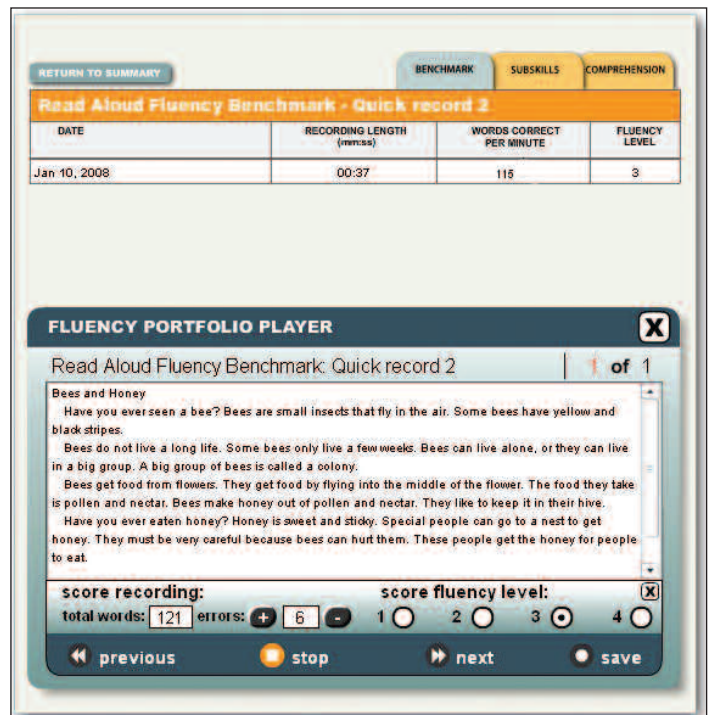 RETURN TO SUMMARY
BENCHMARK SUBSKILLS COMPREHENSION
Read Aloud Fluency Benchmark - Quick record 2
DATE RECORDING LENGTH (mm:ss) WORDS CORRECT PER MINUTE FLUENCY LEVEL
Jan 10, 2008 00:37 115 3
FLUENCY PORTFOLIO PLAYER X
Read Aloud Fluency Benchmark: Quick record 2 1 of 1
Bees and Honey
Have you ever seen a bee? Bees are small insects that fly in the air. Some bees have yellow and
black stripes.
Bees do not live a long life. Some bees only live a few weeks. Bees can live alone, or they can live
in a big group. A big group of bees is called a colony.
Bees get food from flowers. They get food by flying into the middle of the flower. The food they take
is pollen and nectar. Bees make honey out of pollen and nectar. They like to keep it in their hive.
Have you ever eaten honey? Honey is sweet and sticky. Special people can go to a nest to get
honey. They must be very careful because bees can hurt them. These people get the honey for people
to eat.
score recording: score fluency level: X
total words: 121 errors: + 6 - 1 2 3 4
previous stop next save